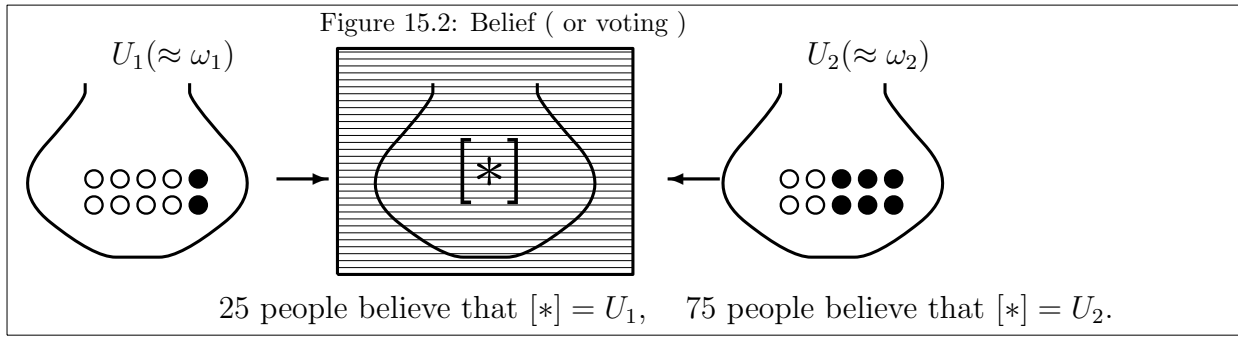 Figure 15.2: Belief ( or voting )
U₁(≈ ω₁)
U₂(≈ ω₂)
[*]
25 people believe that [∗] = U₁, 75 people believe that [∗] = U₂.